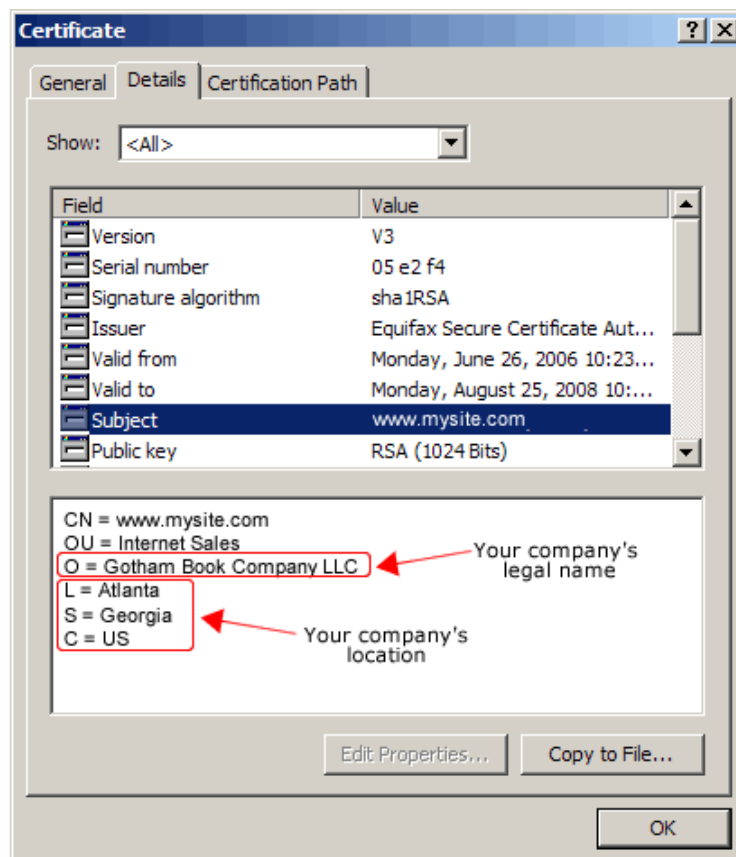 Certificate
General Details Certification Path
Show: <All>
Field Value
Version V3
Serial number 05 e2 f4
Signature algorithm sha1RSA
Issuer Equifax Secure Certificate Aut...
Valid from Monday, June 26, 2006 10:23...
Valid to Monday, August 25, 2008 10:...
Subject www.mysite.com
Public key RSA (1024 Bits)
CN = www.mysite.com
OU = Internet Sales
O = Gotham Book Company LLC
Your company's
legal name
L = Atlanta
S = Georgia
C = US
Your company's
location
Edit Properties... Copy to File...
OK